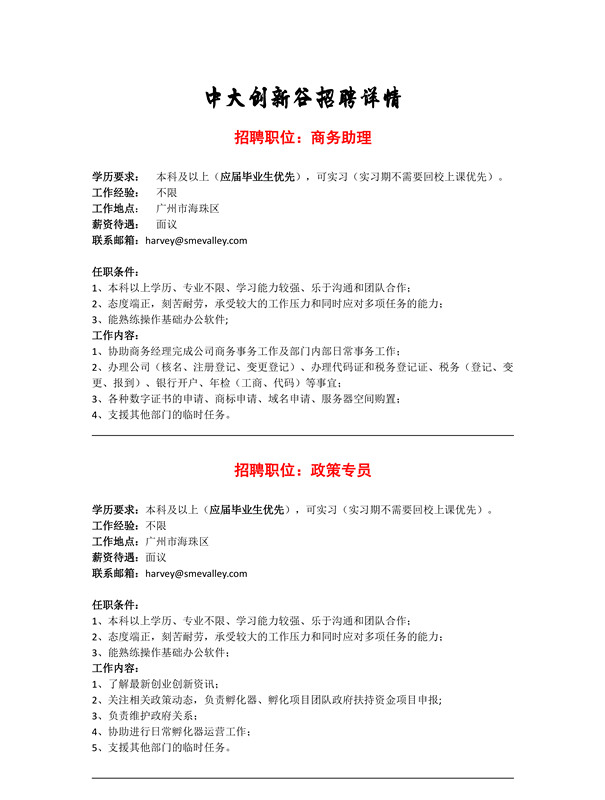 中大创新谷招聘详情
招聘职位：商务助理
学历要求： 本科及以上（应届毕业生优先），可实习（实习期不需要回校上课优先）。
工作经验： 不限
工作地点： 广州市海珠区
薪资待遇： 面议
联系邮箱：harvey@smevalley.com
任职条件：
1、本科以上学历、专业不限、学习能力较强、乐于沟通和团队合作；
2、态度端正，刻苦耐劳，承受较大的工作压力和同时应对多项任务的能力；
3、能熟练操作基础办公软件;
工作内容：
1、协助商务经理完成公司商务事务工作及部门内部日常事务工作；
2、办理公司（核名、注册登记、变更登记）、办理代码证和税务登记证、税务（登记、变
更、报到）、银行开户、年检（工商、代码）等事宜；
3、各种数字证书的申请、商标申请、域名申请、服务器空间购置；
4、支援其他部门的临时任务。
招聘职位：政策专员
学历要求：本科及以上（应届毕业生优先），可实习（实习期不需要回校上课优先）。
工作经验：不限
工作地点：广州市海珠区
薪资待遇：面议
联系邮箱：harvey@smevalley.com
任职条件：
1、本科以上学历、专业不限、学习能力较强、乐于沟通和团队合作；
2、态度端正，刻苦耐劳，承受较大的工作压力和同时应对多项任务的能力；
3、能熟练操作基础办公软件；
工作内容：
1、了解最新创业创新资讯；
2、关注相关政策动态，负责孵化器、孵化项目团队政府扶持资金项目申报;
3、负责维护政府关系；
4、协助进行日常孵化器运营工作；
5、支援其他部门的临时任务。